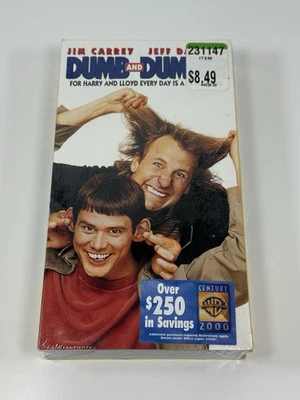 JIM CARREY JEFF D
231147
ITEM
$8.49
DUMB AND DUM
FOR HARRY AND LLOYD EVERY DAY IS A
Over
$250
in Savings
CENTURY
WB
2000